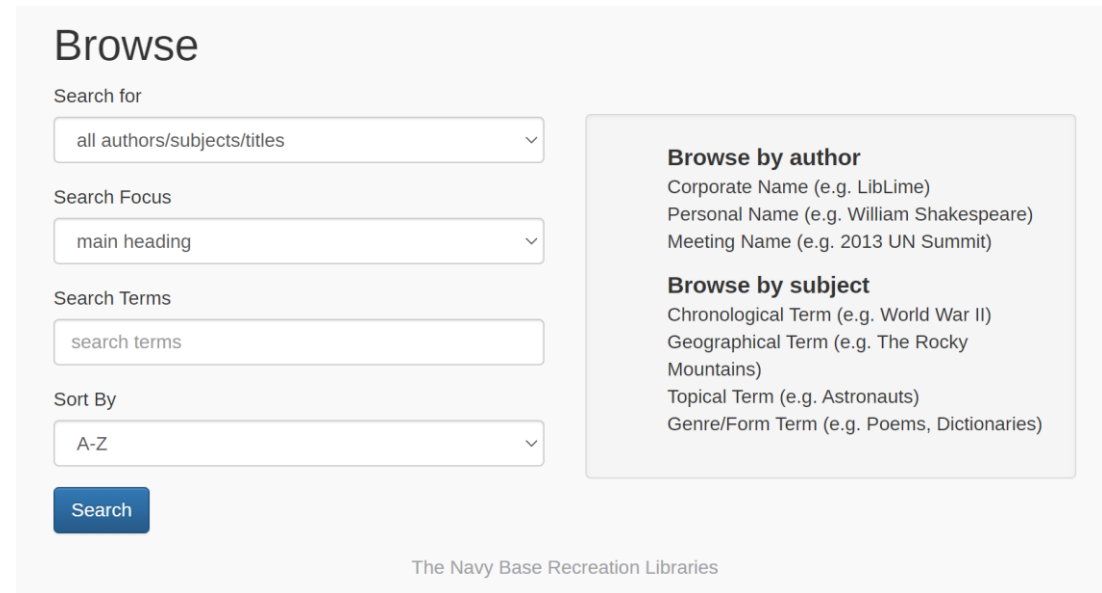 Browse
Search for
all authors/subjects/titles
Search Focus
main heading
Search Terms
search terms
Sort By
A-Z
Search
Browse by author
Corporate Name (e.g. LibLime)
Personal Name (e.g. William Shakespeare)
Meeting Name (e.g. 2013 UN Summit)
Browse by subject
Chronological Term (e.g. World War II)
Geographical Term (e.g. The Rocky
Mountains)
Topical Term (e.g. Astronauts)
Genre/Form Term (e.g. Poems, Dictionaries)
The Navy Base Recreation Libraries